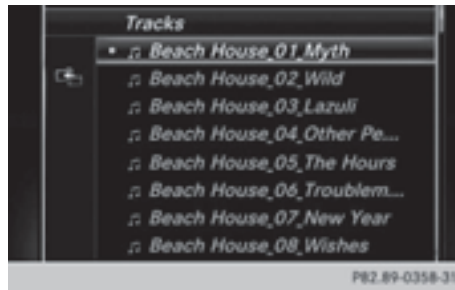 Tracks
Beach House_01_Myth
Beach House_02_Wild
Beach House_03_Lazuli
Beach House_04_Other Pe...
Beach House_05_The Hours
Beach House_06_Troublem...
Beach House_07_New Year
Beach House_08_Wishes
P82.89-0358-31